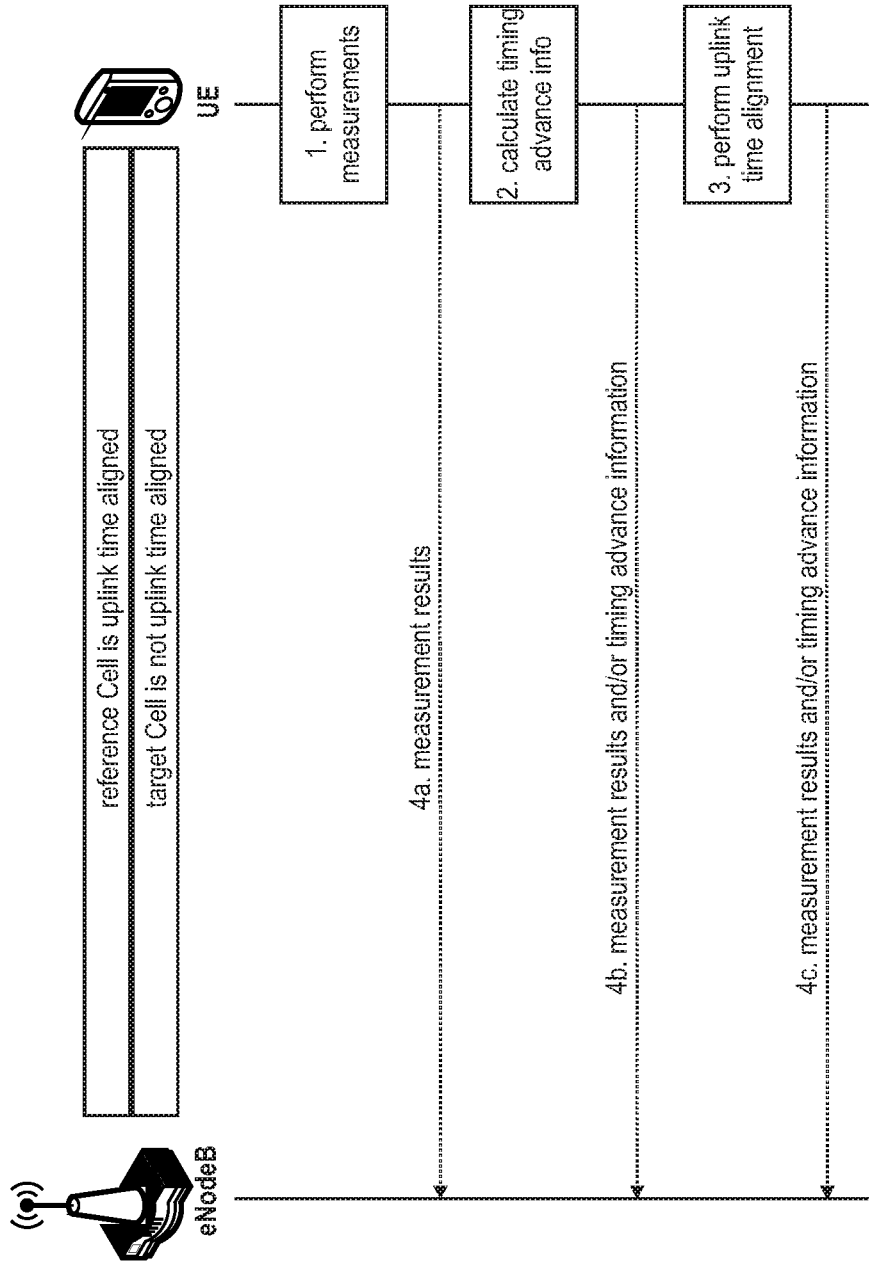 reference Cell is uplink time aligned
target Cell is not uplink time aligned
eNodeB
UE
1. perform
measurements
4a. measurement results
2. calculate timing
advance info
4b. measurement results and/or timing advance information
3. perform uplink
time alignment
4c. measurement results and/or timing advance information